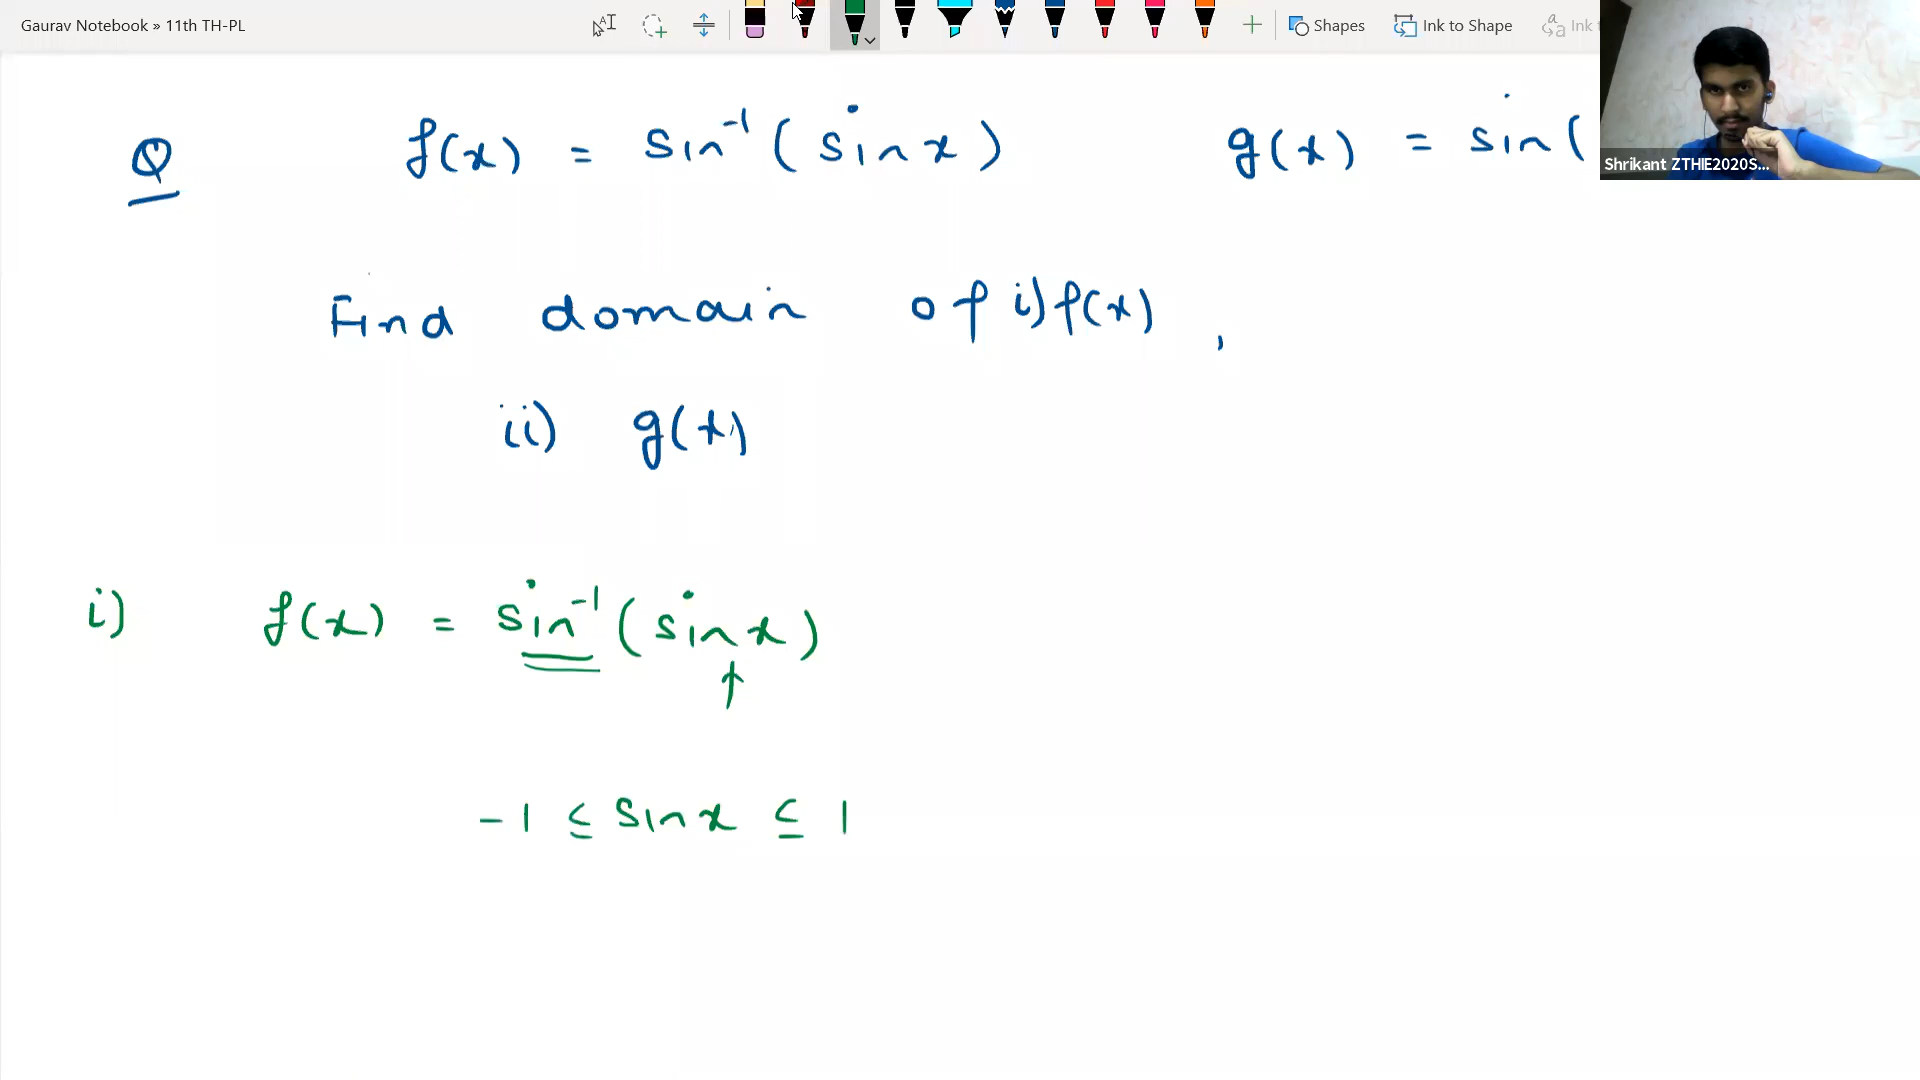 Gaurav Notebook » 11th TH-PL
Shapes
Ink to Shape
Ink
Shrikant ZTHIE2020S...
Q f(x) = sin⁻¹ ( sin x ) g(x) = sin (
Find domain of i) f(x) ,
ii) g(x)
i) f(x) = sin⁻¹ ( sin x )
↑
-1 ≤ sin x ≤ 1